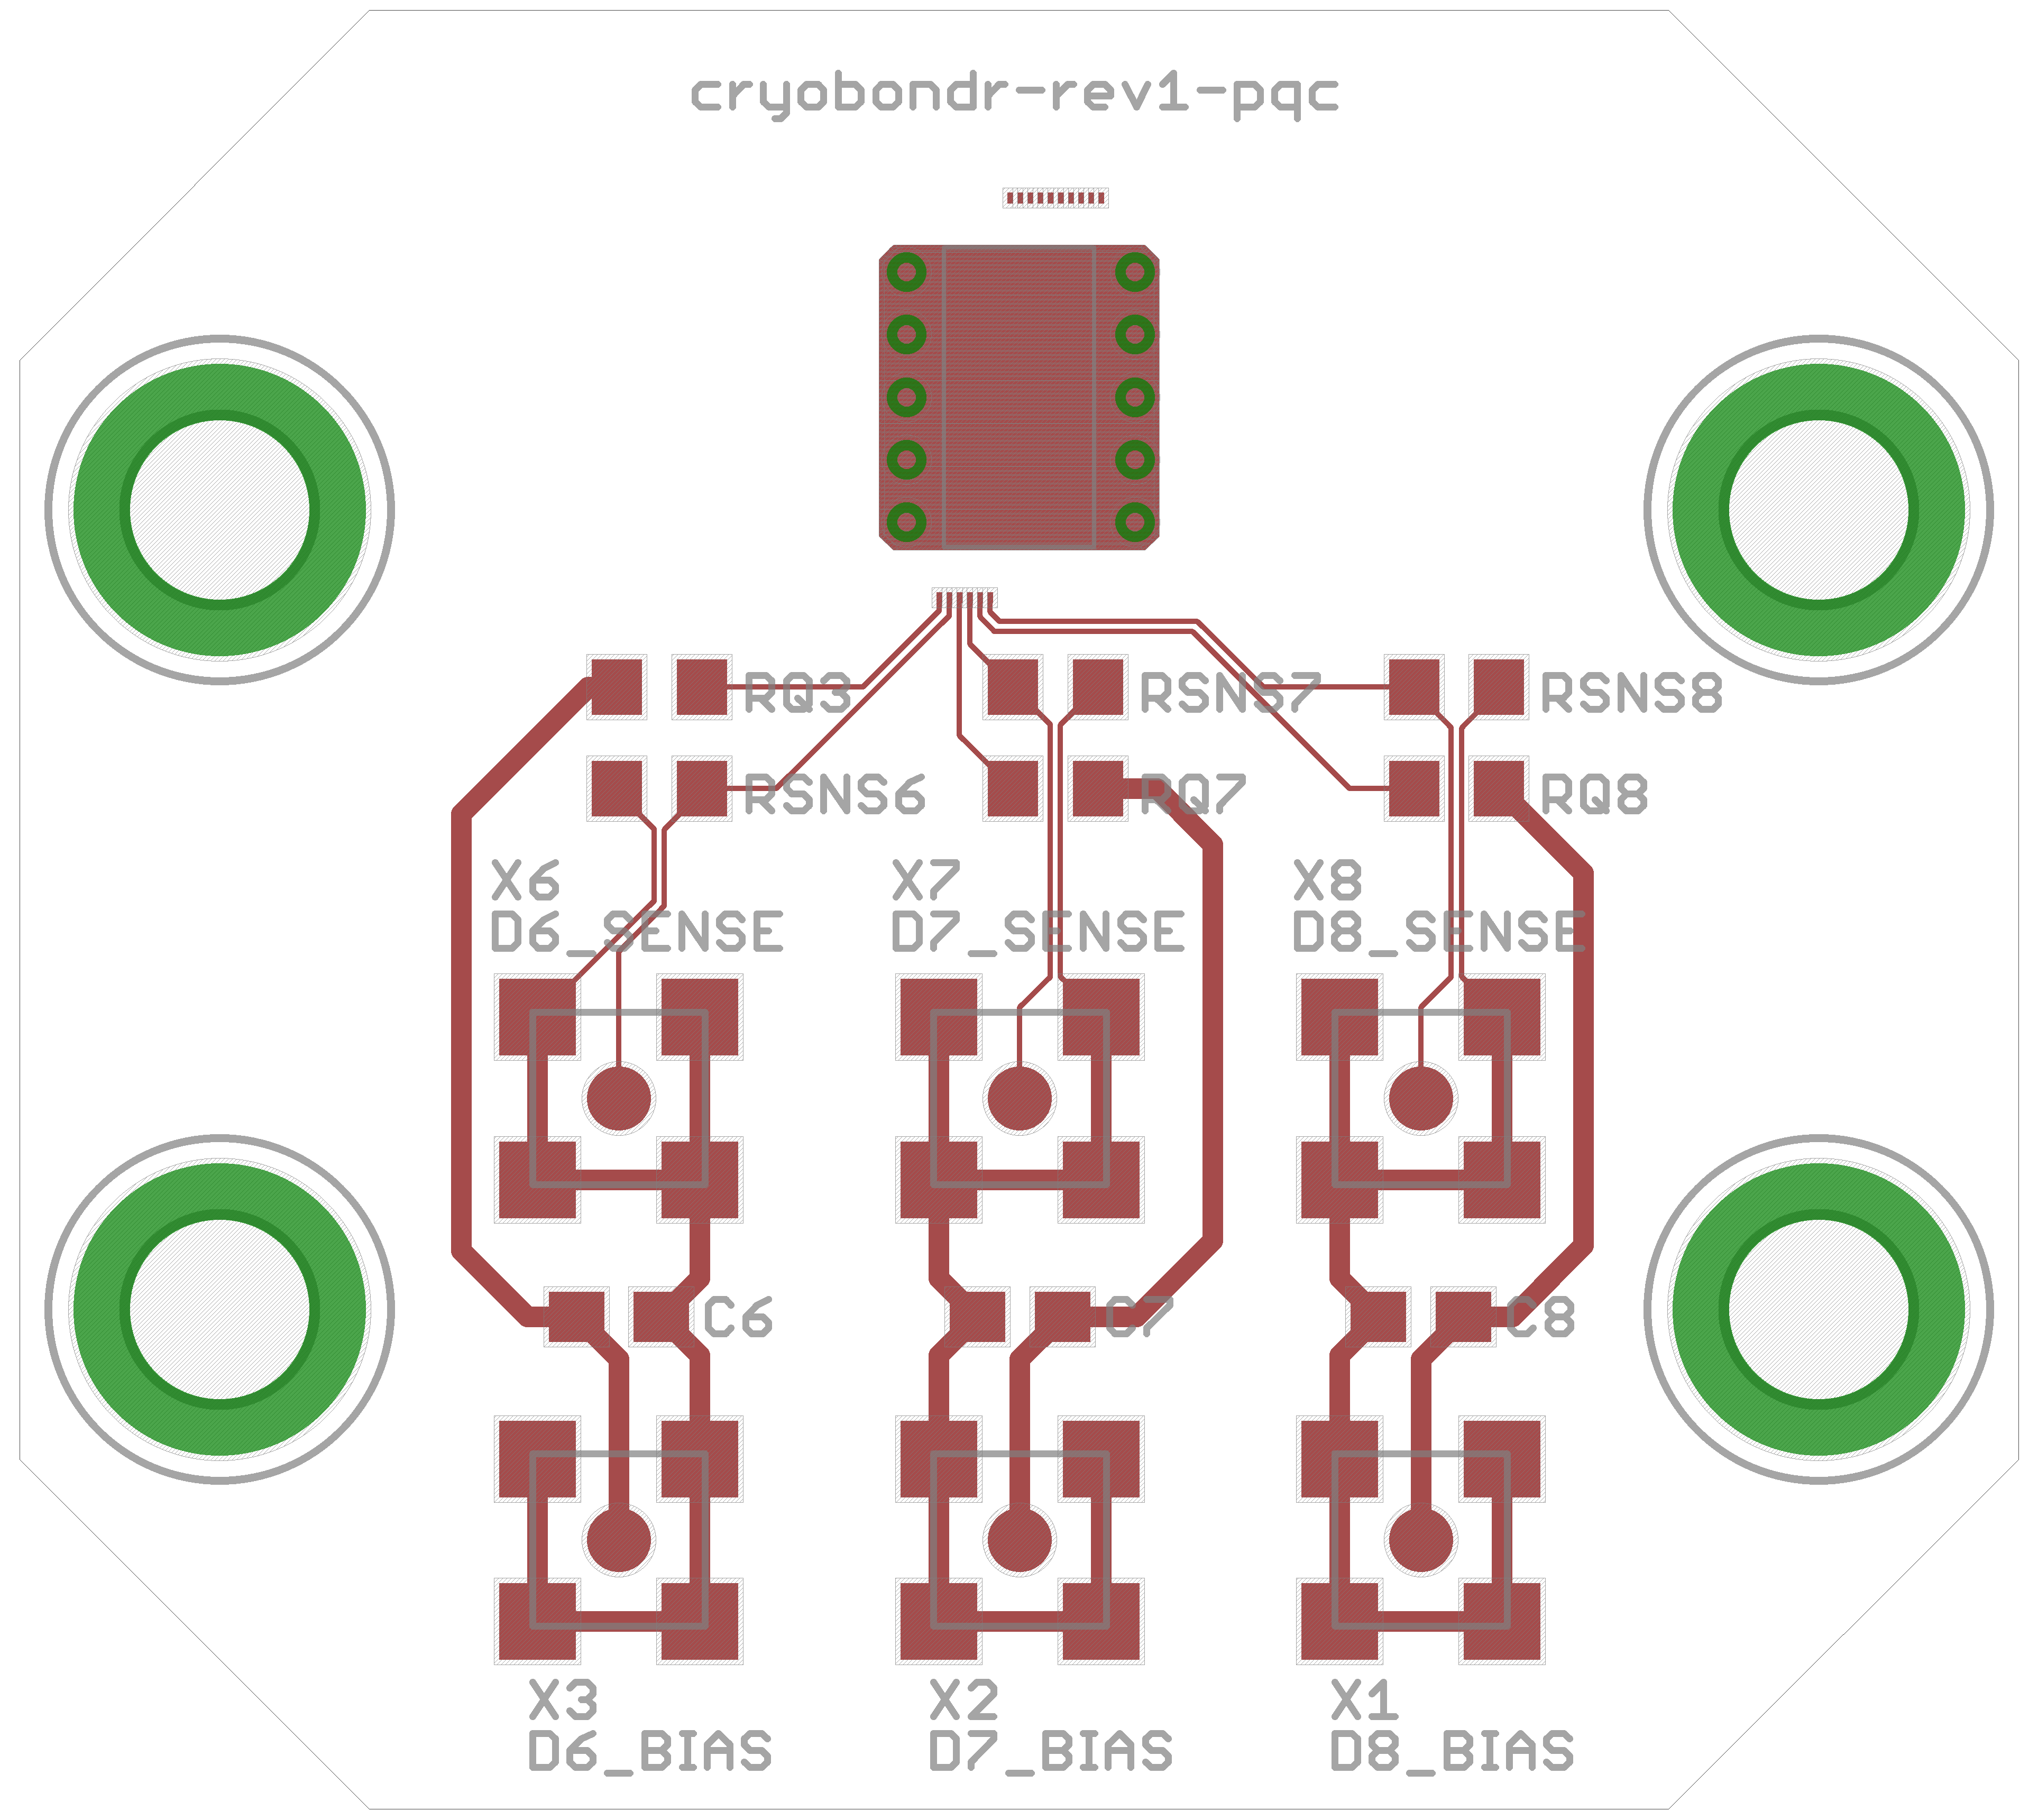 cryobondr-rev1-pqc
RQ3
RSNS7
RSNS8
RSNS6
RQ7
RQ8
X6
D6_SENSE
X7
D7_SENSE
X8
D8_SENSE
C6
C7
C8
X3
D6_BIAS
X2
D7_BIAS
X1
D8_BIAS